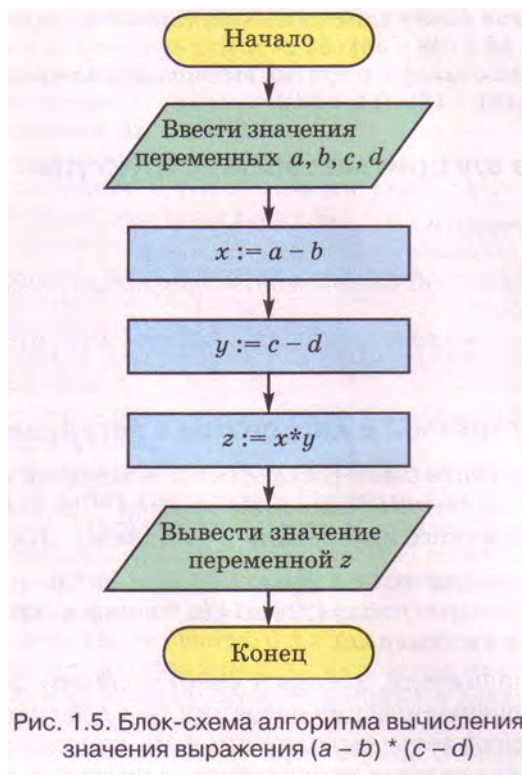 Начало
Ввести значения
переменных a, b, c, d
x := a – b
y := c – d
z := x*y
Вывести значение
переменной z
Конец
Рис. 1.5. Блок-схема алгоритма вычисления
значения выражения (a – b) * (c – d)